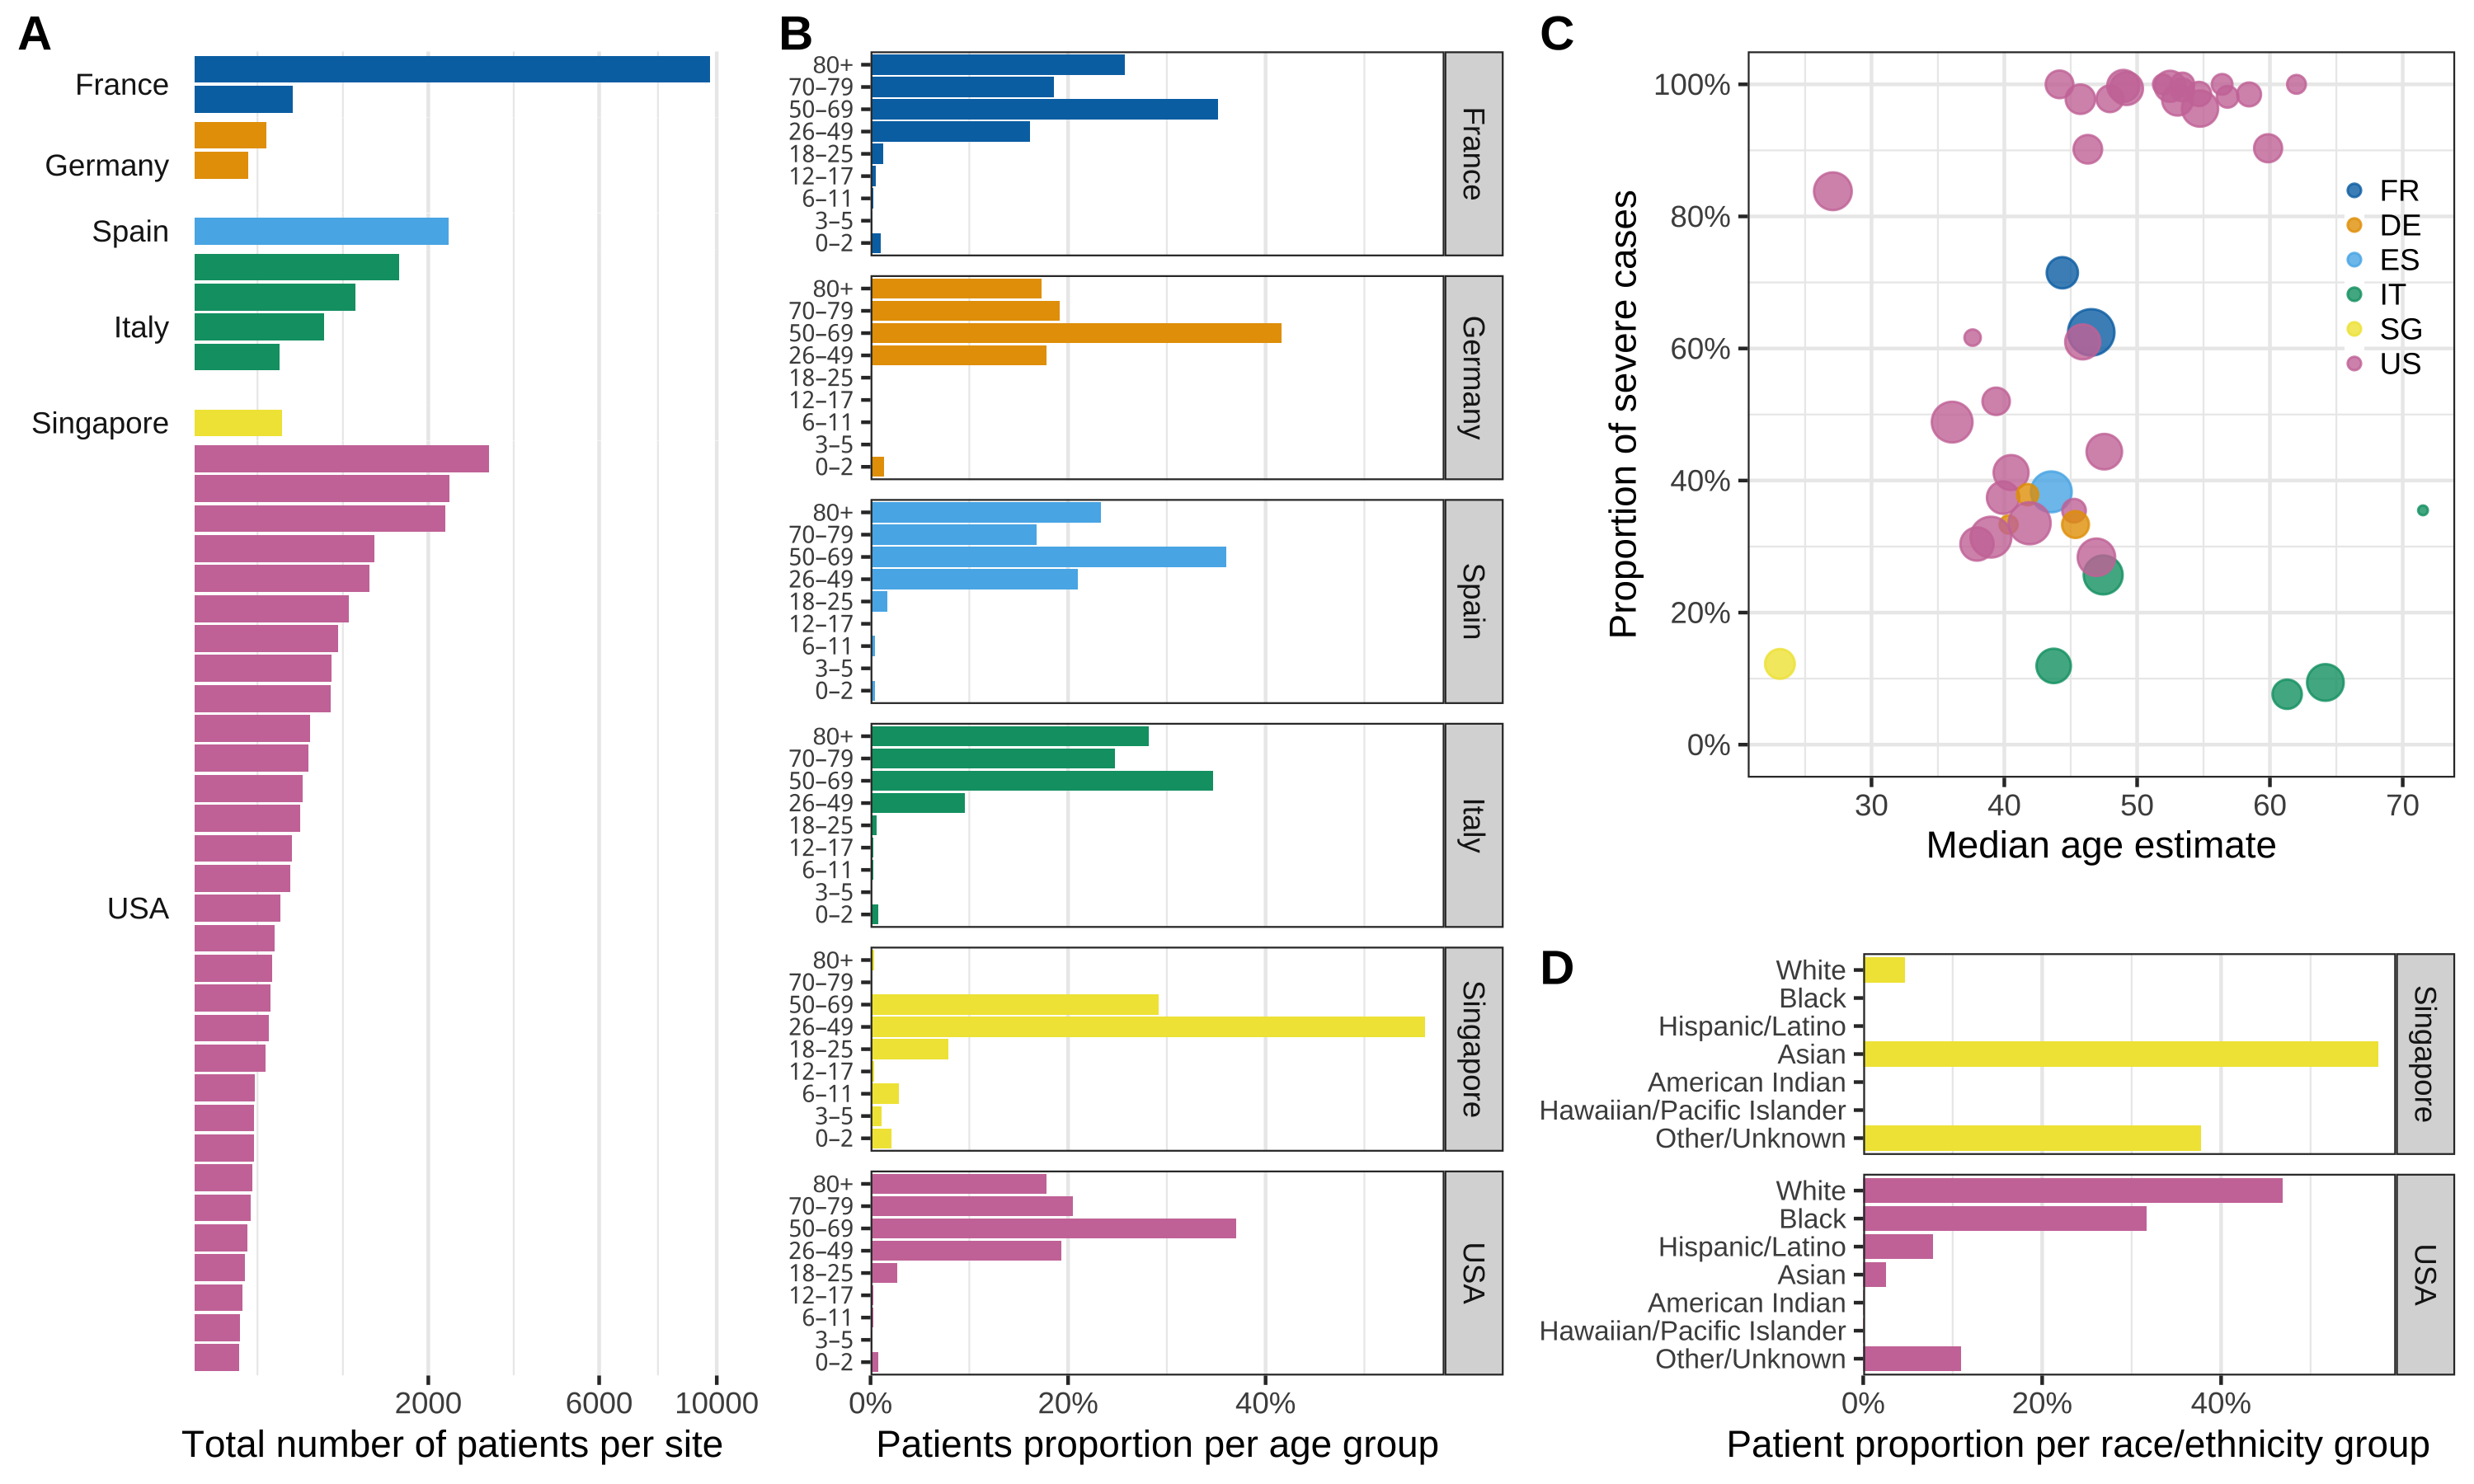 A
France
Germany
Spain
Italy
Singapore
USA
2000
6000
10000
Total number of patients per site
B
80+
70–79
50–69
26–49
18–25
12–17
6–11
3–5
0–2
France
80+
70–79
50–69
26–49
18–25
12–17
6–11
3–5
0–2
Germany
80+
70–79
50–69
26–49
18–25
12–17
6–11
3–5
0–2
Spain
80+
70–79
50–69
26–49
18–25
12–17
6–11
3–5
0–2
Italy
80+
70–79
50–69
26–49
18–25
12–17
6–11
3–5
0–2
Singapore
80+
70–79
50–69
26–49
18–25
12–17
6–11
3–5
0–2
USA
0%
20%
40%
Patients proportion per age group
C
Proportion of severe cases
100%
80%
60%
40%
20%
0%
FR
DE
ES
IT
SG
US
30
40
50
60
70
Median age estimate
D
White
Black
Hispanic/Latino
Asian
American Indian
Hawaiian/Pacific Islander
Other/Unknown
Singapore
White
Black
Hispanic/Latino
Asian
American Indian
Hawaiian/Pacific Islander
Other/Unknown
USA
0%
20%
40%
Patient proportion per race/ethnicity group